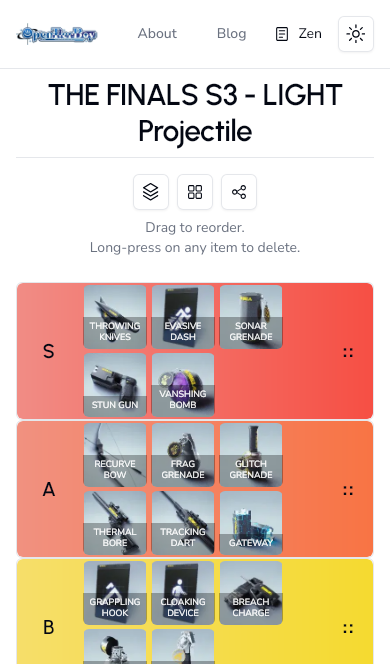 OpenTierBoy
About
Blog
Zen
THE FINALS S3 - LIGHT
Projectile
Drag to reorder.
Long-press on any item to delete.
S
THROWING
KNIVES
EVASIVE
DASH
SONAR
GRENADE
STUN GUN
VANSHING
BOMB
A
RECURVE
BOW
FRAG
GRENADE
GLITCH
GRENADE
THERMAL
BORE
TRACKING
DART
GATEWAY
B
GRAPPLING
HOOK
CLOAKING
DEVICE
BREACH
CHARGE